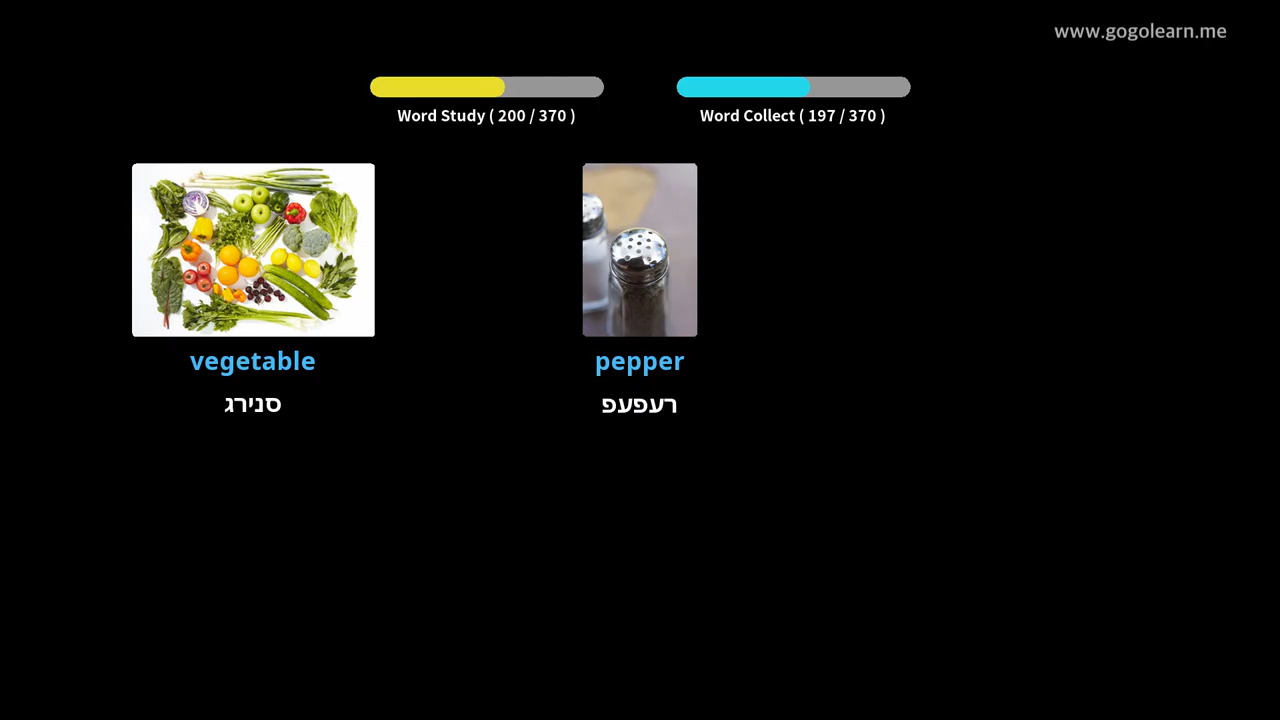 www.gogolearn.me
Word Study ( 200 / 370 )
Word Collect ( 197 / 370 )
vegetable
סנירג
pepper
רעפעפ